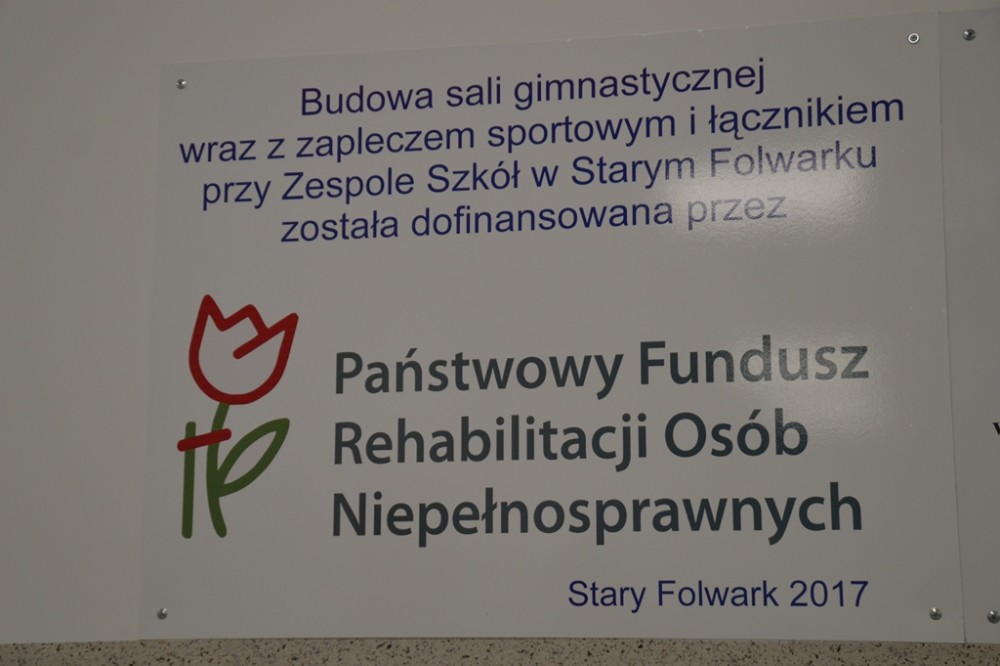 Budowa sali gimnastycznej
wraz z zapleczem sportowym i łącznikiem
przy Zespole Szkół w Starym Folwarku
została dofinansowana przez
Państwowy Fundusz
Rehabilitacji Osób
Niepełnosprawnych
Stary Folwark 2017